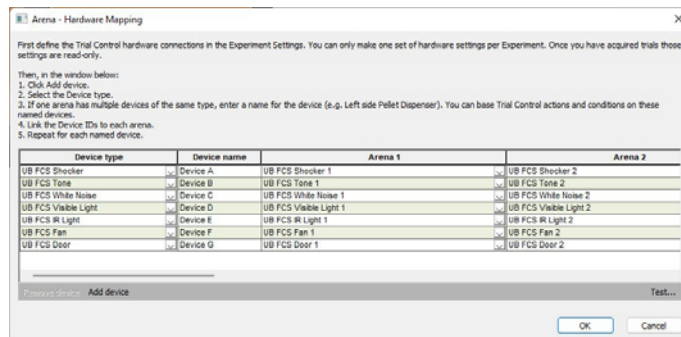 Arena - Hardware Mapping
First define the Trial Control hardware connections in the Experiment Settings. You can only make one set of hardware settings per Experiment. Once you have acquired trials those
settings are read-only.
Then, in the window below:
1. Click Add device.
2. Select the Device type.
3. If one arena has multiple devices of the same type, enter a name for the device (e.g. Left side Pellet Dispenser). You can base Trial Control actions and conditions on these
named devices.
4. Link the Device IDs to each arena.
5. Repeat for each named device.
Device type Device name Arena 1 Arena 2
UB FCS Shocker Device A UB FCS Shocker 1 UB FCS Shocker 2
UB FCS Tone Device B UB FCS Tone 1 UB FCS Tone 2
UB FCS White Noise Device C UB FCS White Noise 1 UB FCS White Noise 2
UB FCS Visible Light Device D UB FCS Visible Light 1 UB FCS Visible Light 2
UB FCS IR Light Device E UB FCS IR Light 1 UB FCS IR Light 2
UB FCS Fan Device F UB FCS Fan 1 UB FCS Fan 2
UB FCS Door Device G UB FCS Door 1 UB FCS Door 2
Remove device Add device Test...
OK Cancel